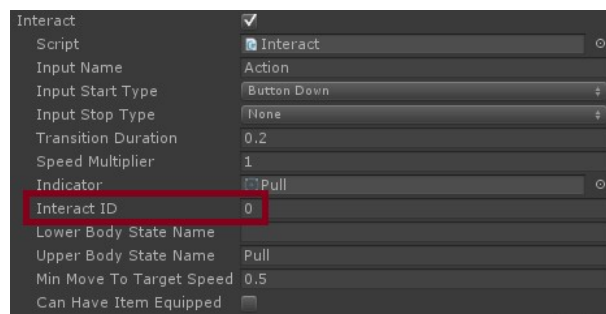 Interact
Script Interact
Input Name Action
Input Start Type Button Down
Input Stop Type None
Transition Duration 0.2
Speed Multiplier 1
Indicator Pull
Interact ID 0
Lower Body State Name
Upper Body State Name Pull
Min Move To Target Speed 0.5
Can Have Item Equipped